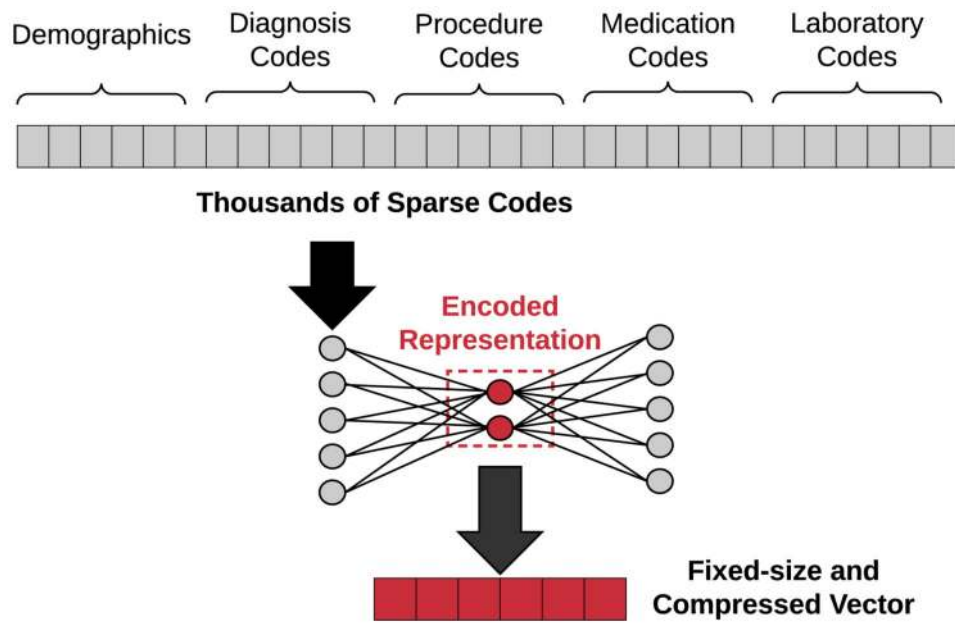 Demographics
Diagnosis
Codes
Procedure
Codes
Medication
Codes
Laboratory
Codes
Thousands of Sparse Codes
Encoded
Representation
Fixed-size and
Compressed Vector